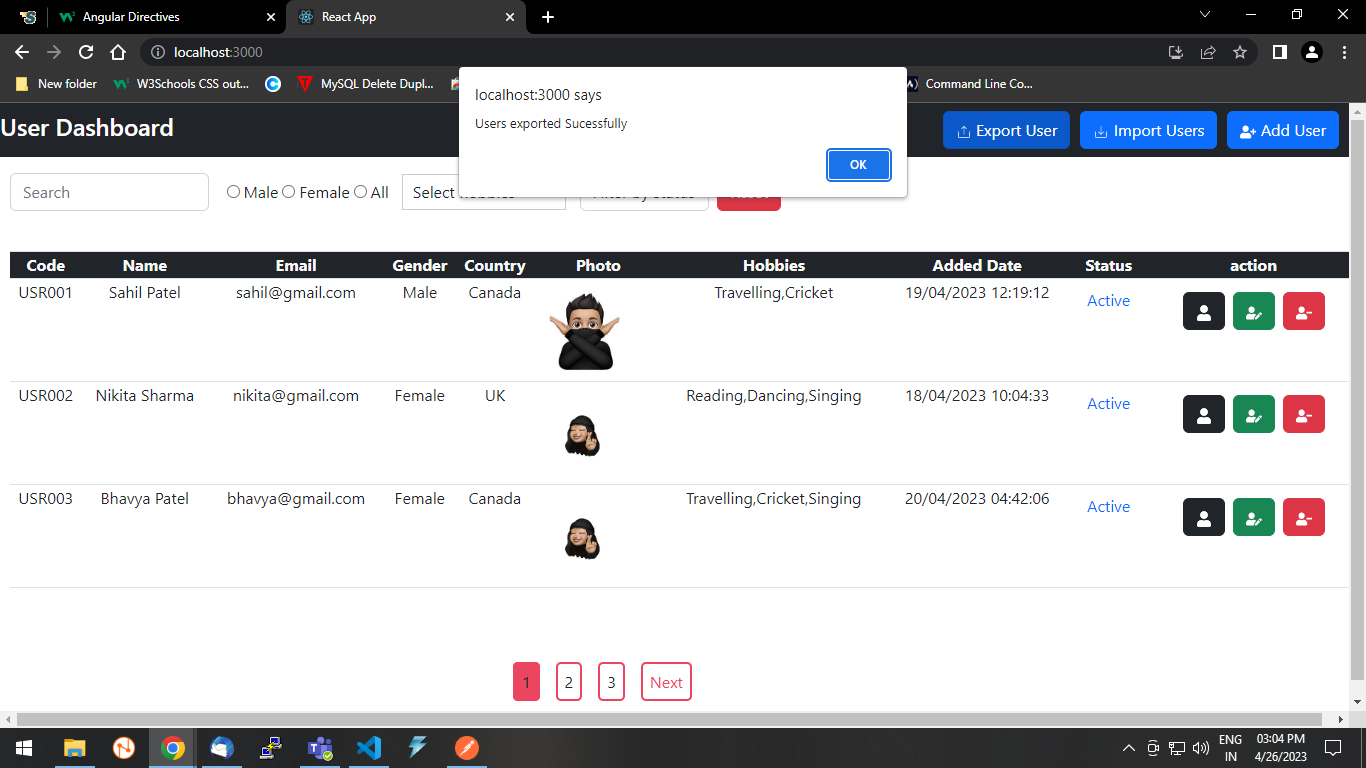 Angular Directives
React App
localhost:3000
New folder
W3Schools CSS out...
MySQL Delete Dupl...
Command Line Co...
localhost:3000 says
Users exported Sucessfully
OK
User Dashboard
Export User
Import Users
Add User
Search
Male
Female
All
Select
Code Name Email Gender Country Photo Hobbies Added Date Status action
USR001 Sahil Patel sahil@gmail.com Male Canada Travelling,Cricket 19/04/2023 12:19:12 Active
USR002 Nikita Sharma nikita@gmail.com Female UK Reading,Dancing,Singing 18/04/2023 10:04:33 Active
USR003 Bhavya Patel bhavya@gmail.com Female Canada Travelling,Cricket,Singing 20/04/2023 04:42:06 Active
1 2 3 Next
ENG 03:04 PM
IN 4/26/2023